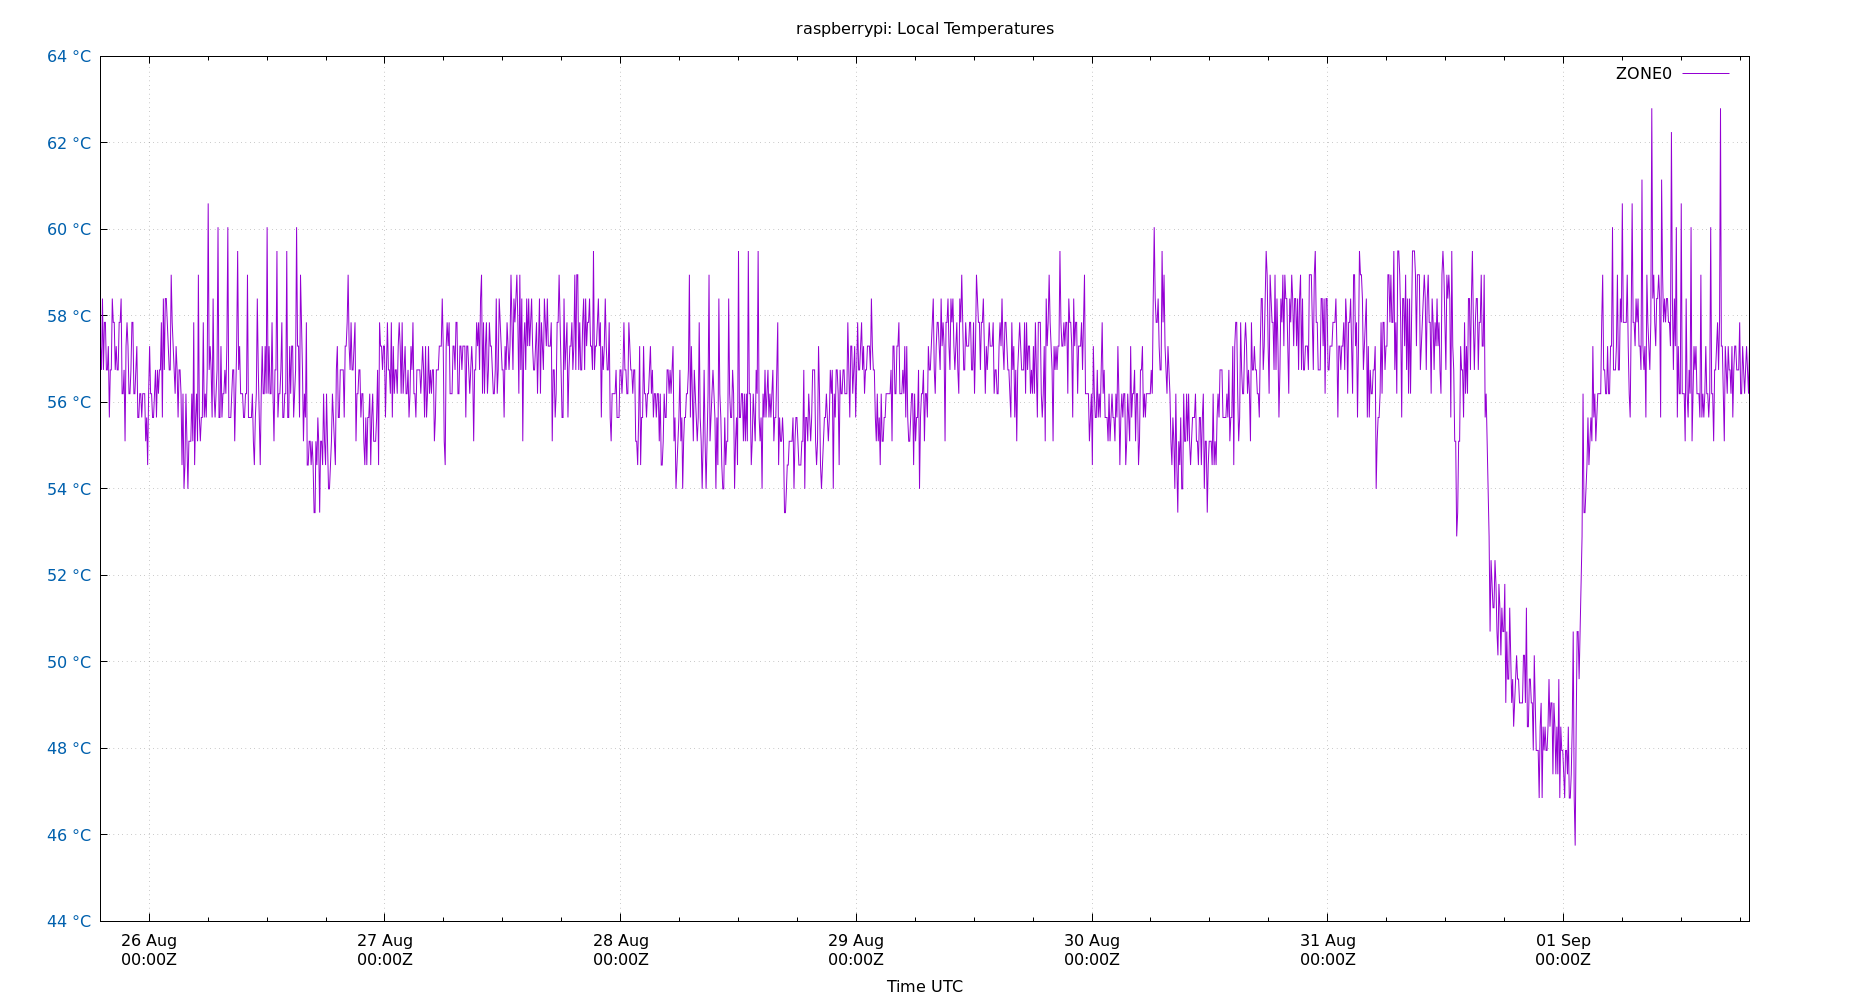 raspberrypi: Local Temperatures
ZONE0
64 °C
62 °C
60 °C
58 °C
56 °C
54 °C
52 °C
50 °C
48 °C
46 °C
44 °C
26 Aug 27 Aug 28 Aug 29 Aug 30 Aug 31 Aug 01 Sep
00:00Z 00:00Z 00:00Z 00:00Z 00:00Z 00:00Z 00:00Z
Time UTC